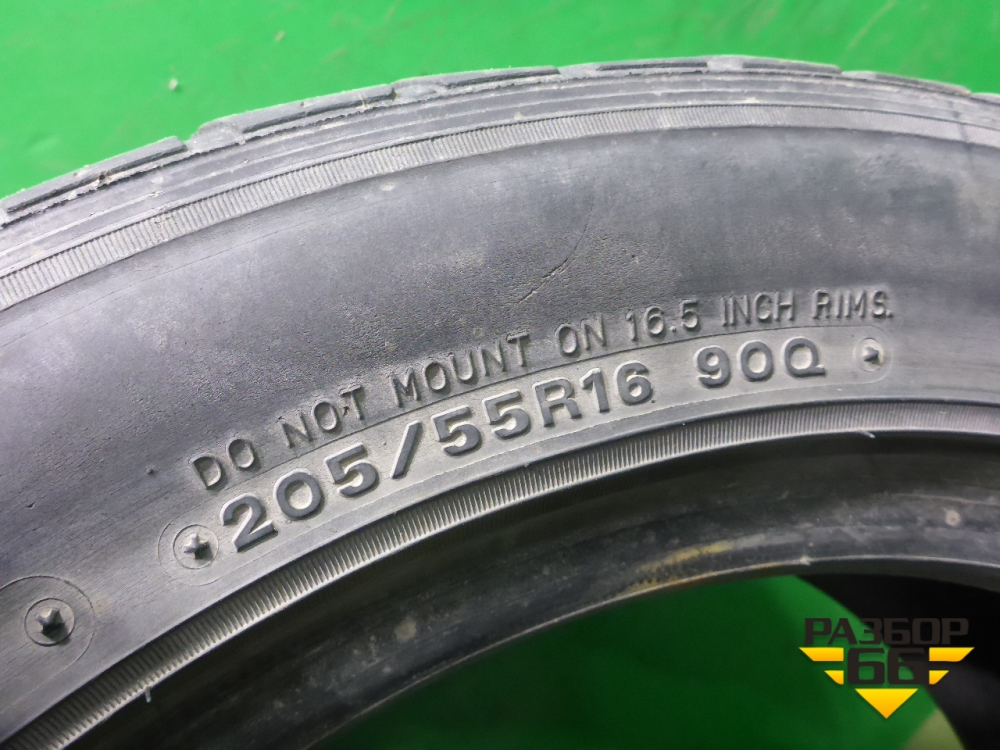 DO NOT MOUNT ON 16.5 INCH RIMS.
205/55R16 90Q
РАЗБОР
66